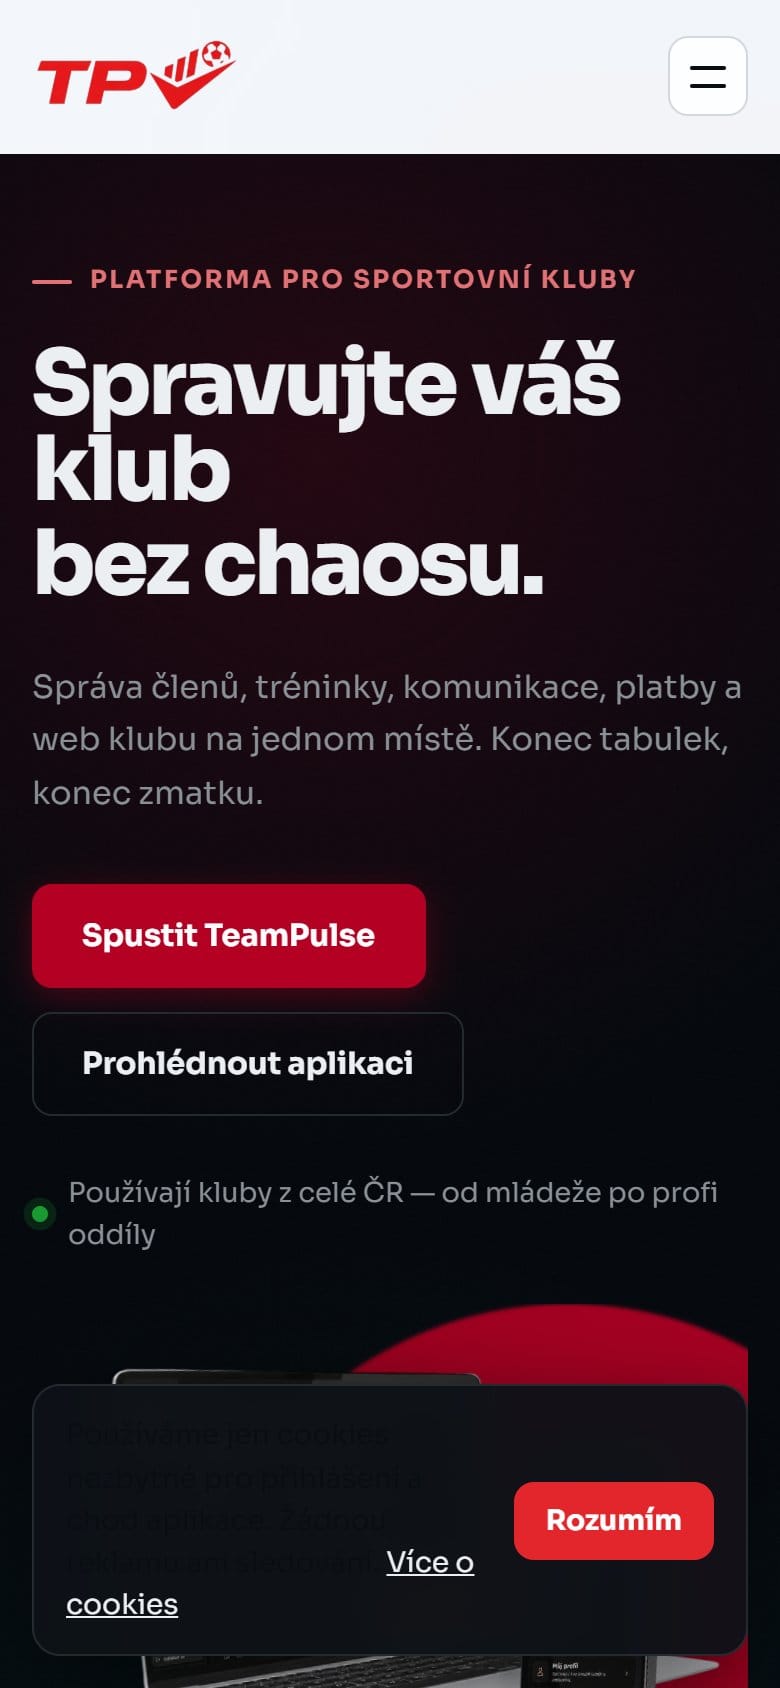 TP
PLATFORMA PRO SPORTOVNÍ KLUBY
Spravujte váš
klub
bez chaosu.
Správa členů, tréninky, komunikace, platby a
web klubu na jednom místě. Konec tabulek,
konec zmatku.
Spustit TeamPulse
Prohlédnout aplikaci
Používají kluby z celé ČR — od mládeže po profi
oddíly
Používáme jen cookies
nezbytné pro přihlášení a
chod aplikace. Žádnou
reklamu ani sledování. Více o
cookies
Rozumím
Můj profil